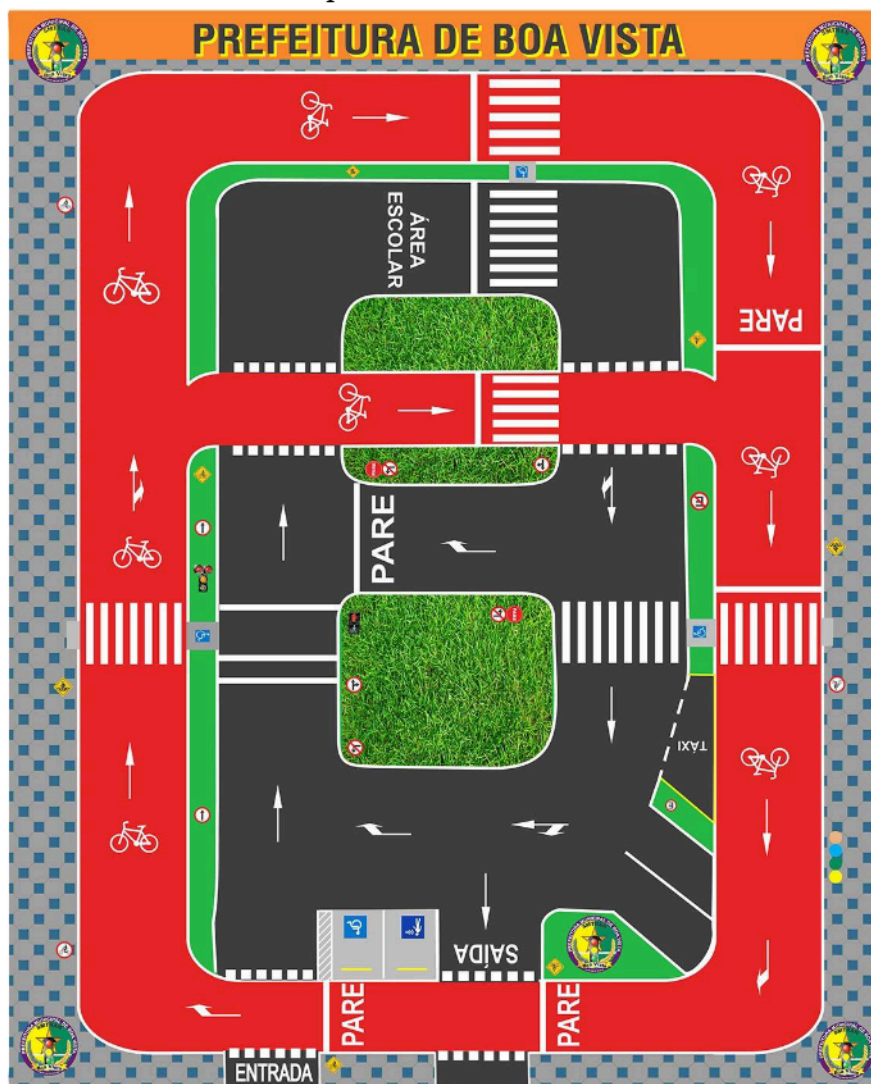 PREFEITURA DE BOA VISTA
ÁREA
ESCOLAR
PARE
PARE
TÁXI
SAÍDA
PARE
PARE
ENTRADA